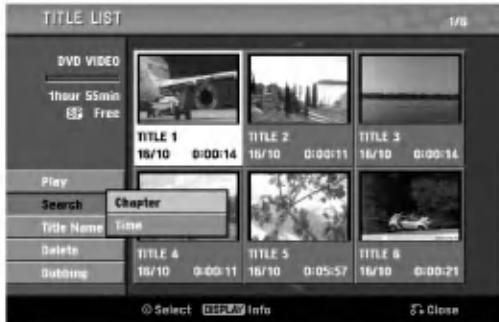 TITLE LIST
1/6
DVD VIDEO
1hour 55min
SP Free
TITLE 1
16/10 0:00:14
TITLE 2
16/10 0:00:11
TITLE 3
16/10 0:00:14
Play
Search
Title Name
Delete
Dubbing
Chapter
Time
TITLE 4
16/10 0:00:11
TITLE 5
16/10 0:05:57
TITLE 6
16/10 0:00:21
Select DISPLAY Info
Close